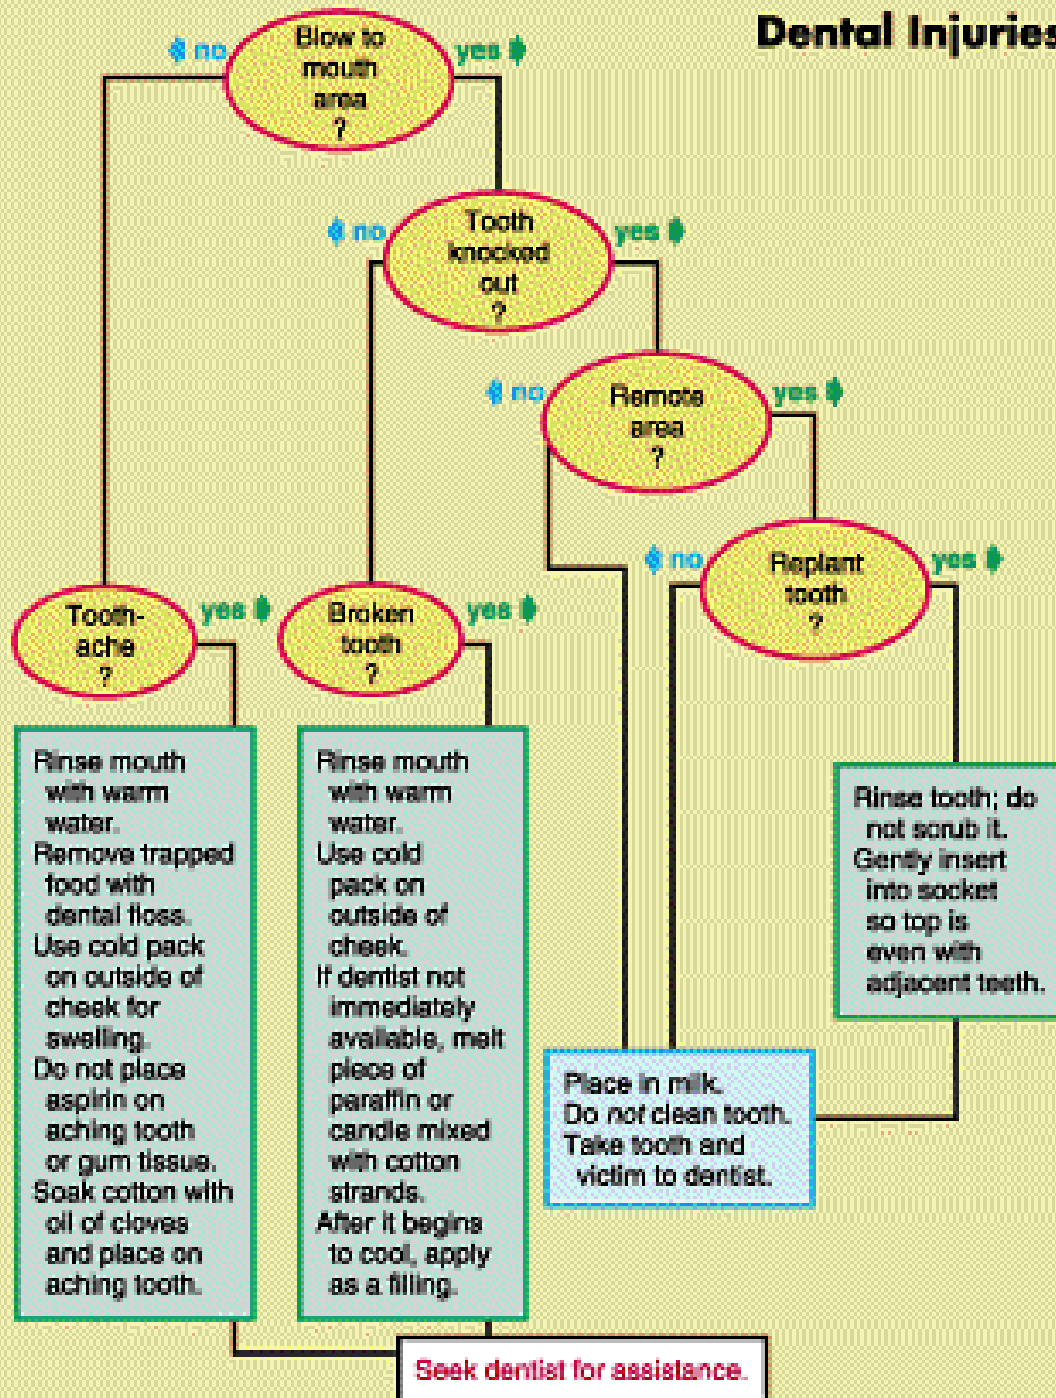 Dental Injuries
Blow to
mouth
area
?
no
yes
Tooth
knocked
out
?
no
yes
Remote
area
?
no
yes
Replant
tooth
?
no
yes
Tooth-
ache
?
yes
Broken
tooth
?
yes
Rinse mouth
with warm
water.
Remove trapped
food with
dental floss.
Use cold pack
on outside of
cheek for
swelling.
Do not place
aspirin on
aching tooth
or gum tissue.
Soak cotton with
oil of cloves
and place on
aching tooth.
Rinse mouth
with warm
water.
Use cold
pack on
outside of
cheek.
If dentist not
immediately
available, melt
piece of
paraffin or
candle mixed
with cotton
strands.
After it begins
to cool, apply
as a filling.
Rinse tooth; do
not scrub it.
Gently insert
into socket
so top is
even with
adjacent teeth.
Place in milk.
Do not clean tooth.
Take tooth and
victim to dentist.
Seek dentist for assistance.